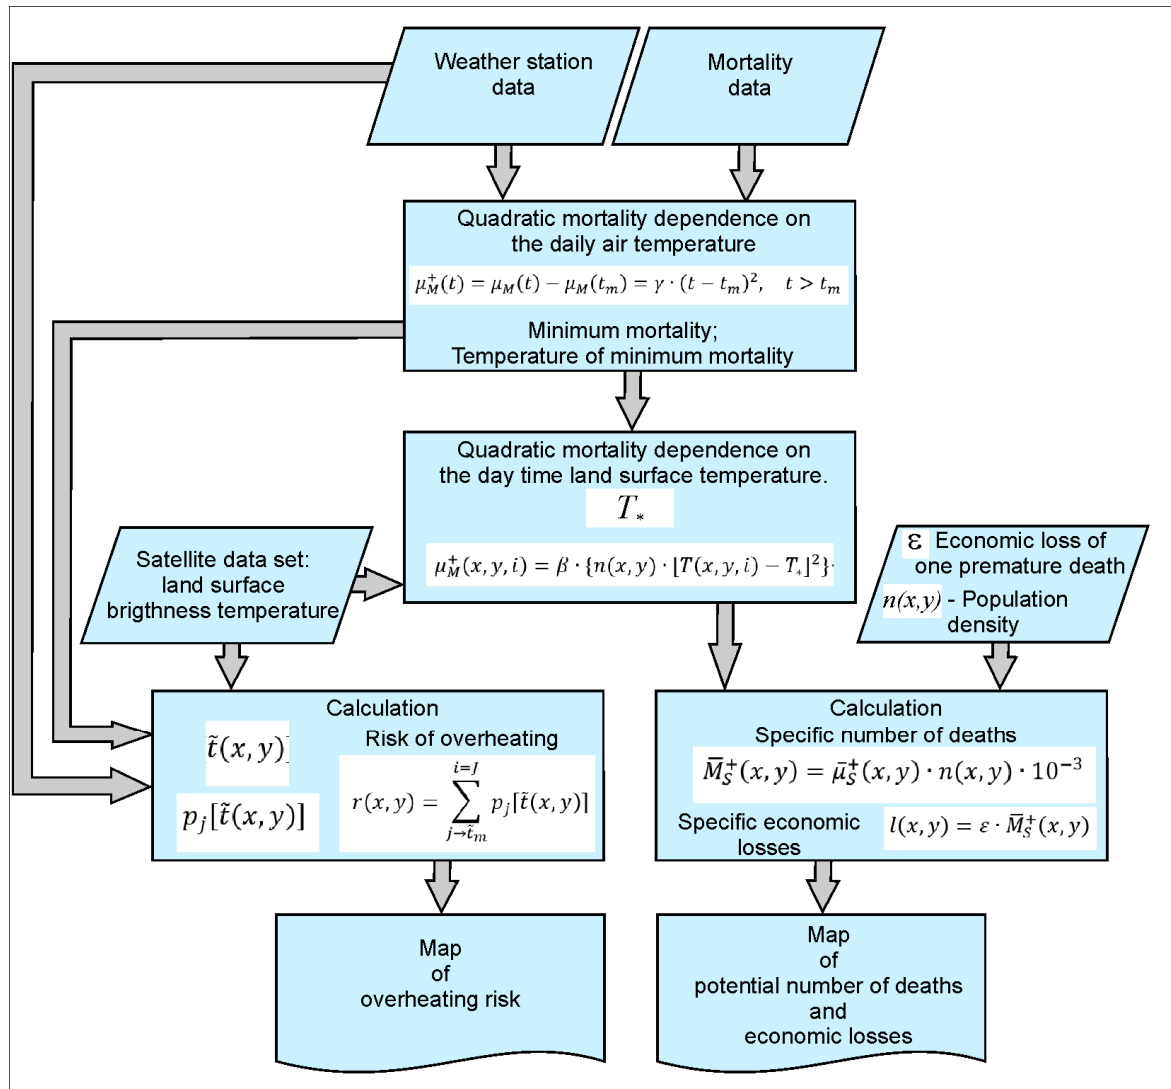 Weather station
data
Mortality
data
Quadratic mortality dependence on
the daily air temperature
μ_M^+(t) = μ_M(t) − μ_M(t_m) = γ · (t − t_m)², t > t_m
Minimum mortality;
Temperature of minimum mortality
Quadratic mortality dependence on
the day time land surface temperature.
T_*
μ_M^+(x, y, i) = β · {n(x, y) · [T(x, y, i) − T_*]²}·
Satellite data set:
land surface
brigthness temperature
ε Economic loss of
one premature death
n(x,y) - Population
density
Calculation
t̃(x, y)
p_j[t̃(x, y)]
Risk of overheating
r(x, y) = ∑_{j→t̃_m}^{i=J} p_j[t̃(x, y)]
Calculation
Specific number of deaths
M̅_S^+(x, y) = μ̅_S^+(x, y) · n(x, y) · 10⁻³
Specific economic
losses
l(x, y) = ε · M̅_S^+(x, y)
Map
of
overheating risk
Map
of
potential number of deaths
and
economic losses